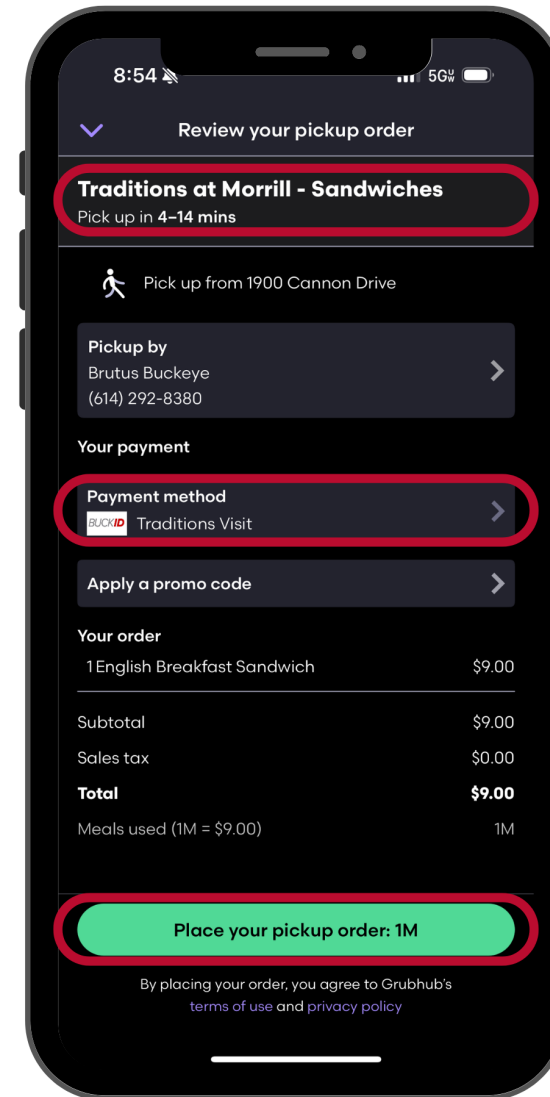 8:54 5GW
Review your pickup order
Traditions at Morrill - Sandwiches
Pick up in 4–14 mins
Pick up from 1900 Cannon Drive
Pickup by
Brutus Buckeye
(614) 292-8380
Your payment
Payment method
BUCKID Traditions Visit
Apply a promo code
Your order
1 English Breakfast Sandwich $9.00
Subtotal $9.00
Sales tax $0.00
Total $9.00
Meals used (1M = $9.00) 1M
Place your pickup order: 1M
By placing your order, you agree to Grubhub's
terms of use and privacy policy